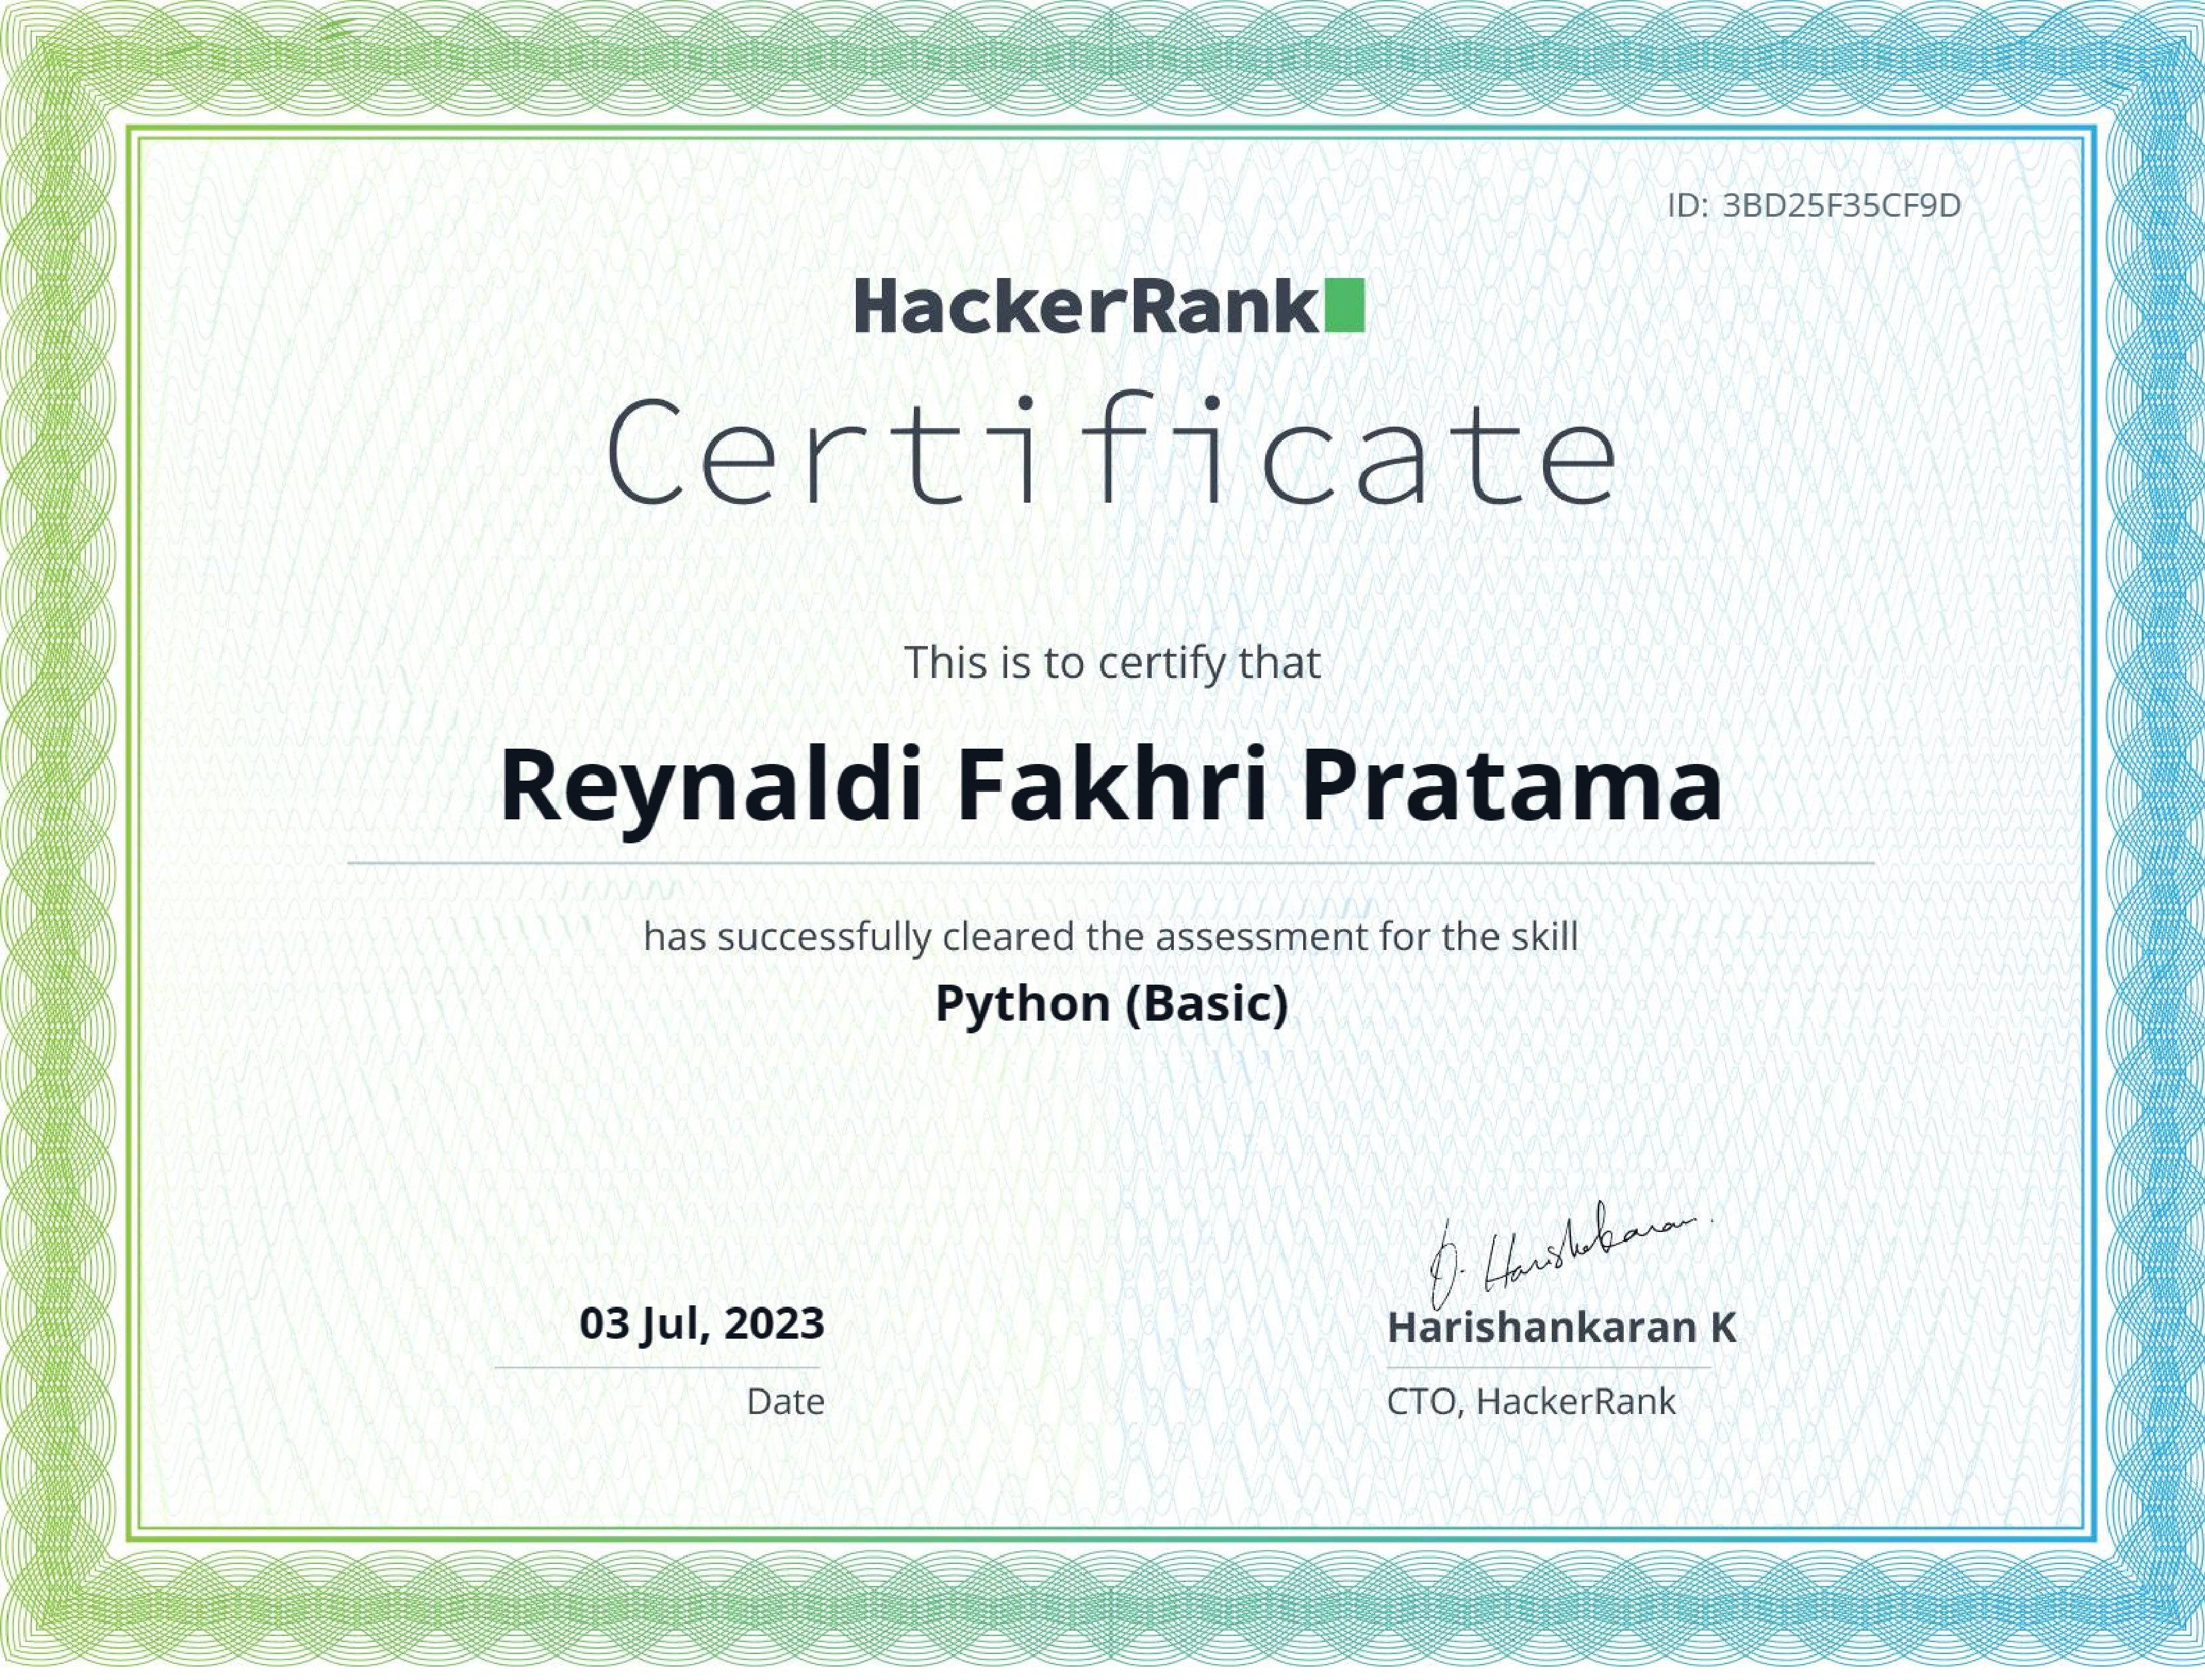 ID: 3BD25F35CF9D
HackerRank
Certificate
This is to certify that
Reynaldi Fakhri Pratama
has successfully cleared the assessment for the skill
Python (Basic)
D. Harishankaran.
03 Jul, 2023
Date
Harishankaran K
CTO, HackerRank